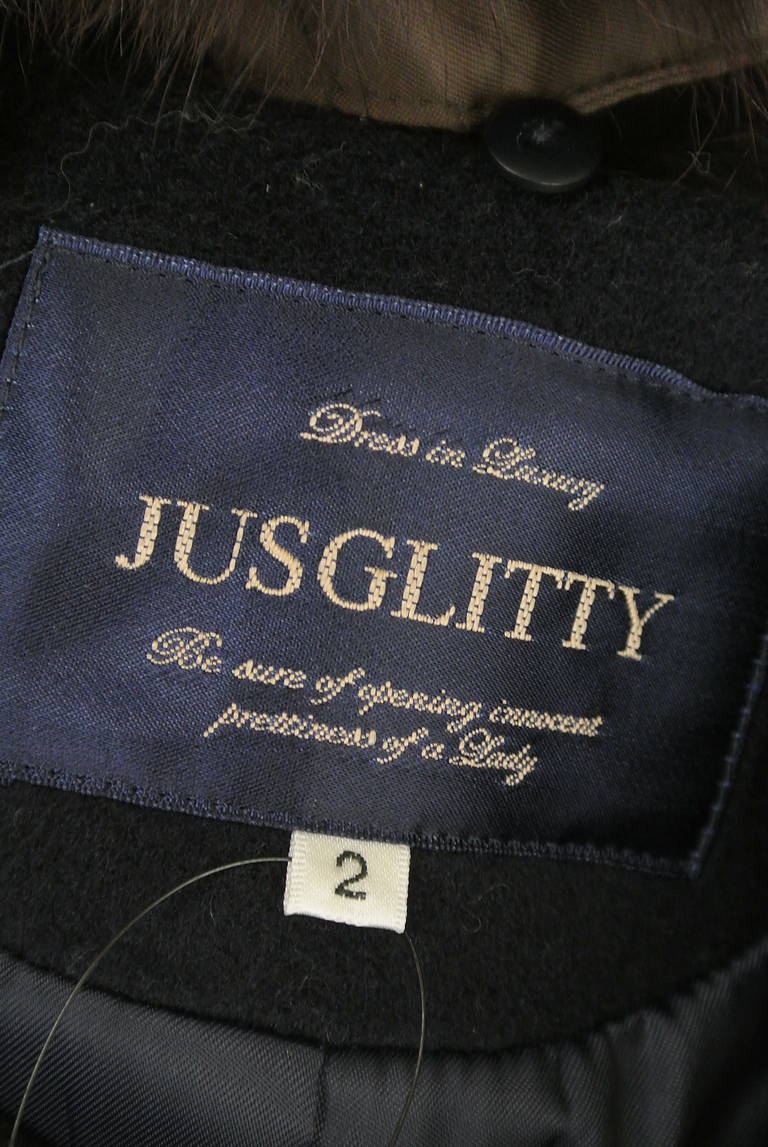 Dress in Luxury
JUSGLITTY
Be sure of opening innocent
prettiness of a Lady
2